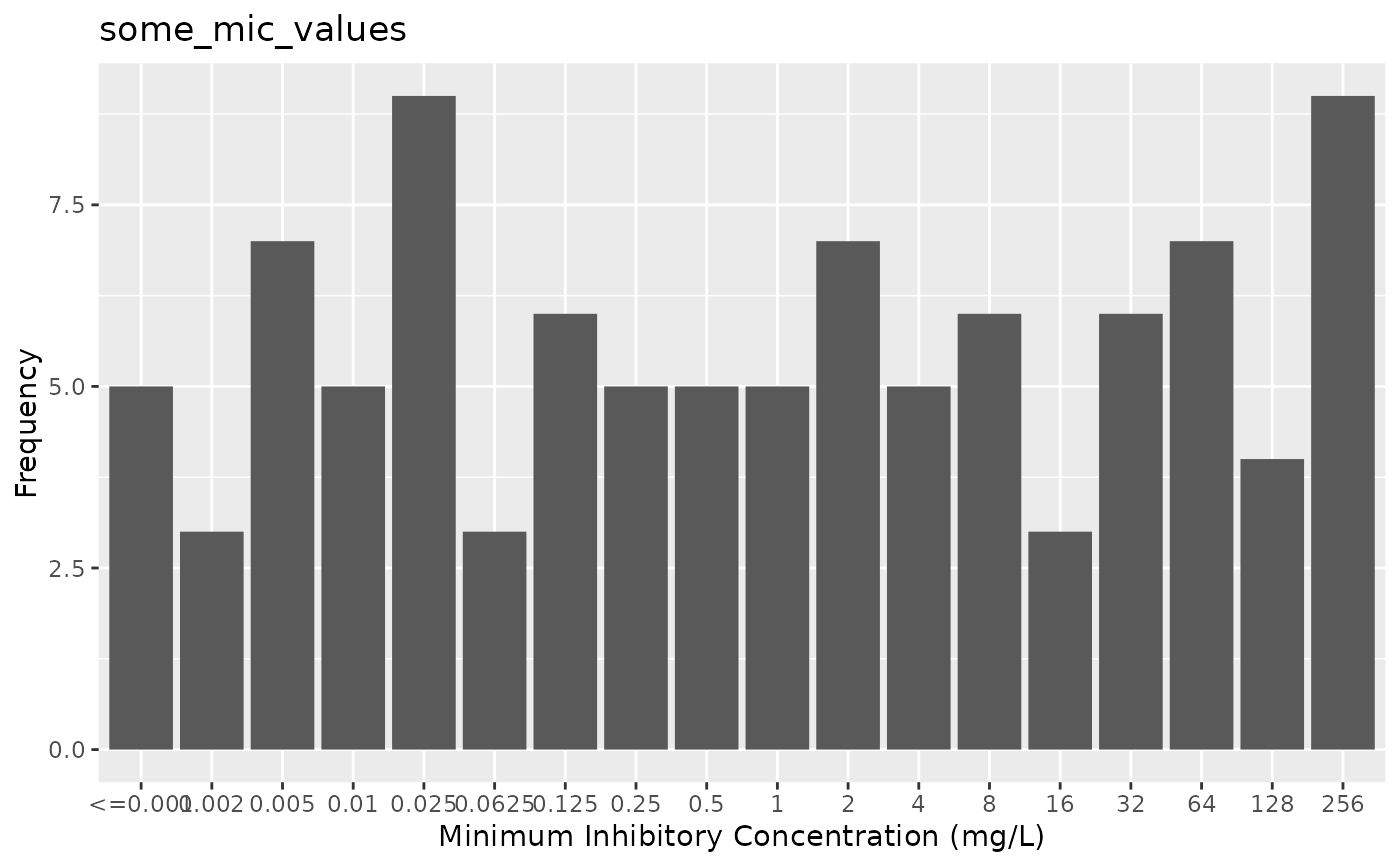 some_mic_values
Frequency
7.5
5.0
2.5
0.0
<=0.001 0.002 0.005 0.01 0.025 0.0625 0.125 0.25 0.5 1 2 4 8 16 32 64 128 256
Minimum Inhibitory Concentration (mg/L)